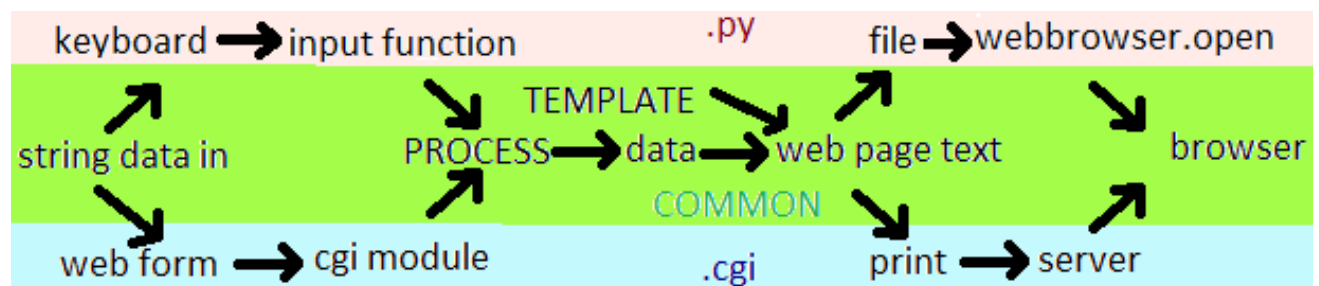 keyboard input function .py file webbrowser.open
TEMPLATE
string data in PROCESS data web page text browser
COMMON
web form cgi module .cgi print server